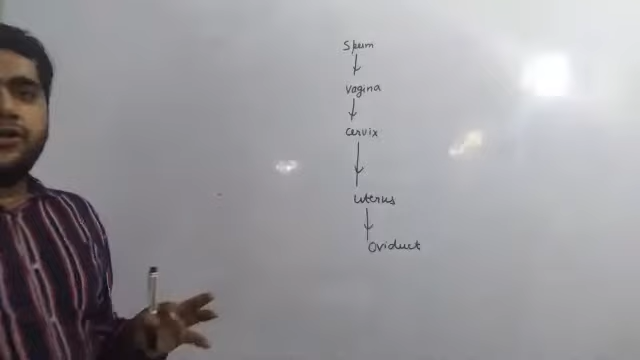 Sperm
Vagina
Cervix
uterus
Oviduct